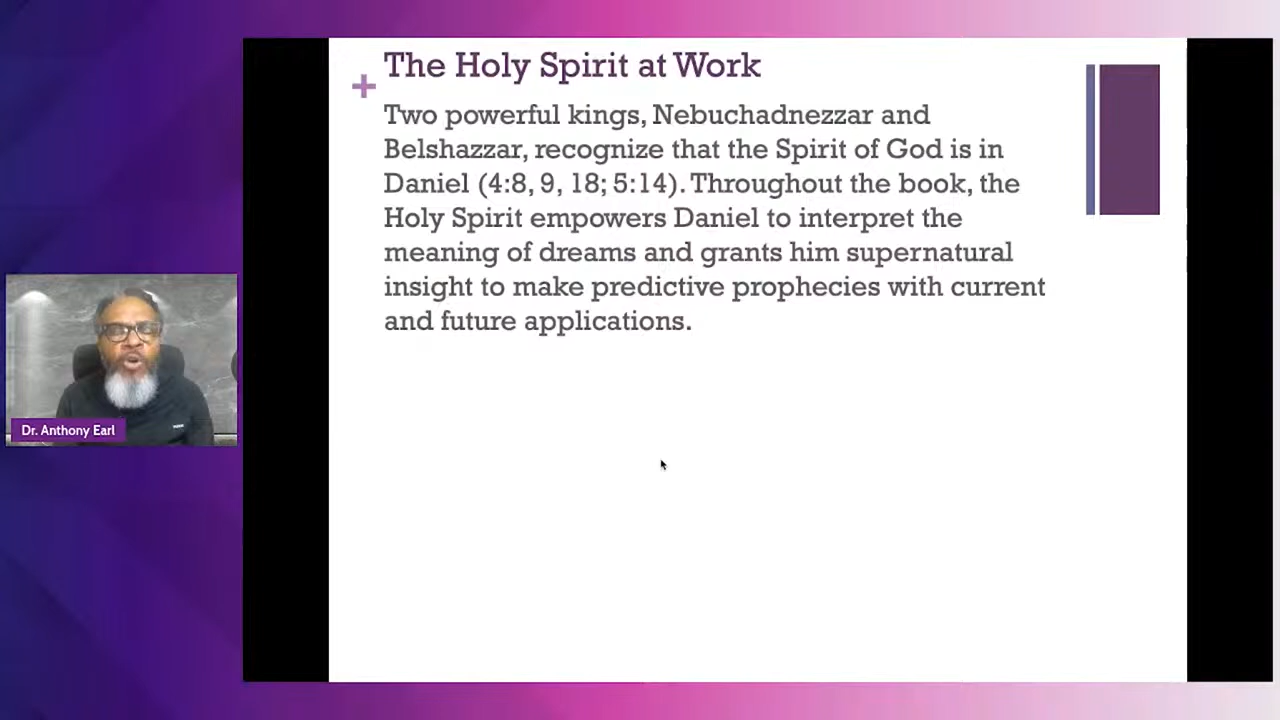 The Holy Spirit at Work
+
Two powerful kings, Nebuchadnezzar and
Belshazzar, recognize that the Spirit of God is in
Daniel (4:8, 9, 18; 5:14). Throughout the book, the
Holy Spirit empowers Daniel to interpret the
meaning of dreams and grants him supernatural
insight to make predictive prophecies with current
and future applications.
Dr. Anthony Earl